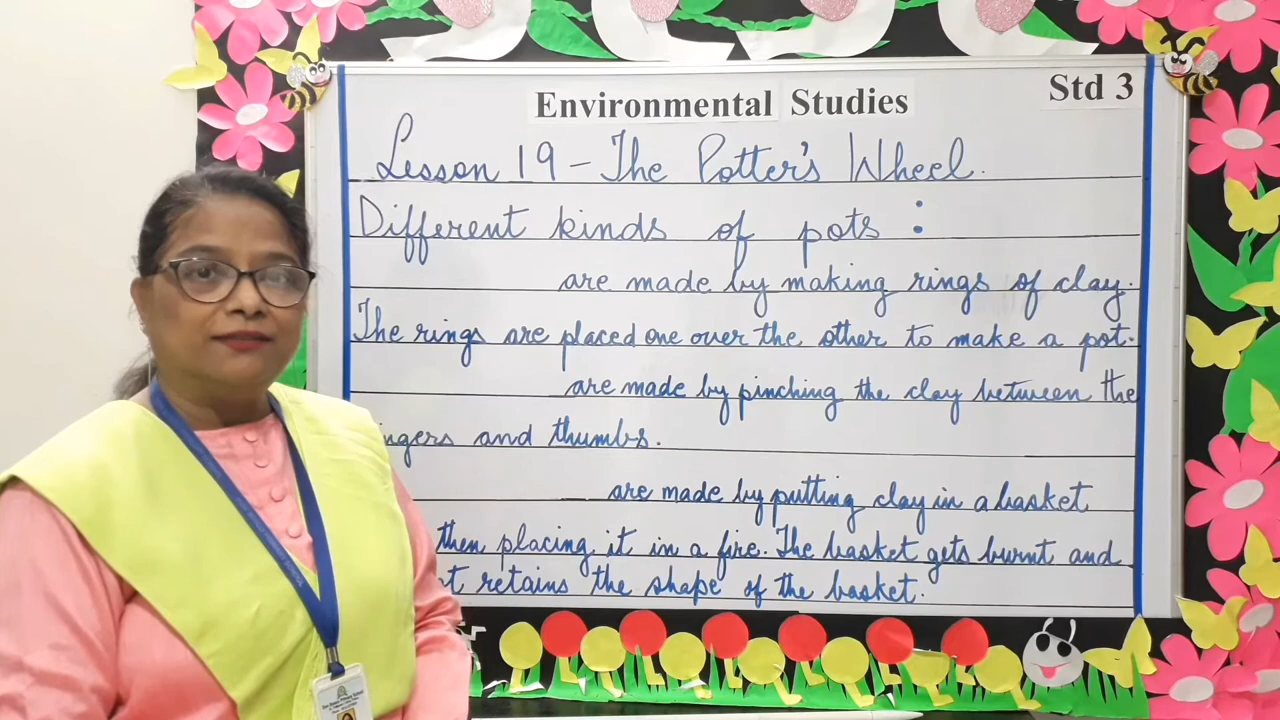 Environmental Studies Std 3
Lesson 19 - The Potter's Wheel.
Different kinds of pots :
are made by making rings of clay.
The rings are placed one over the other to make a pot.
are made by pinching the clay between the
ingers and thumbs.
are made by putting clay in a basket
then placing it in a fire. The basket gets burnt and
retains the shape of the basket.